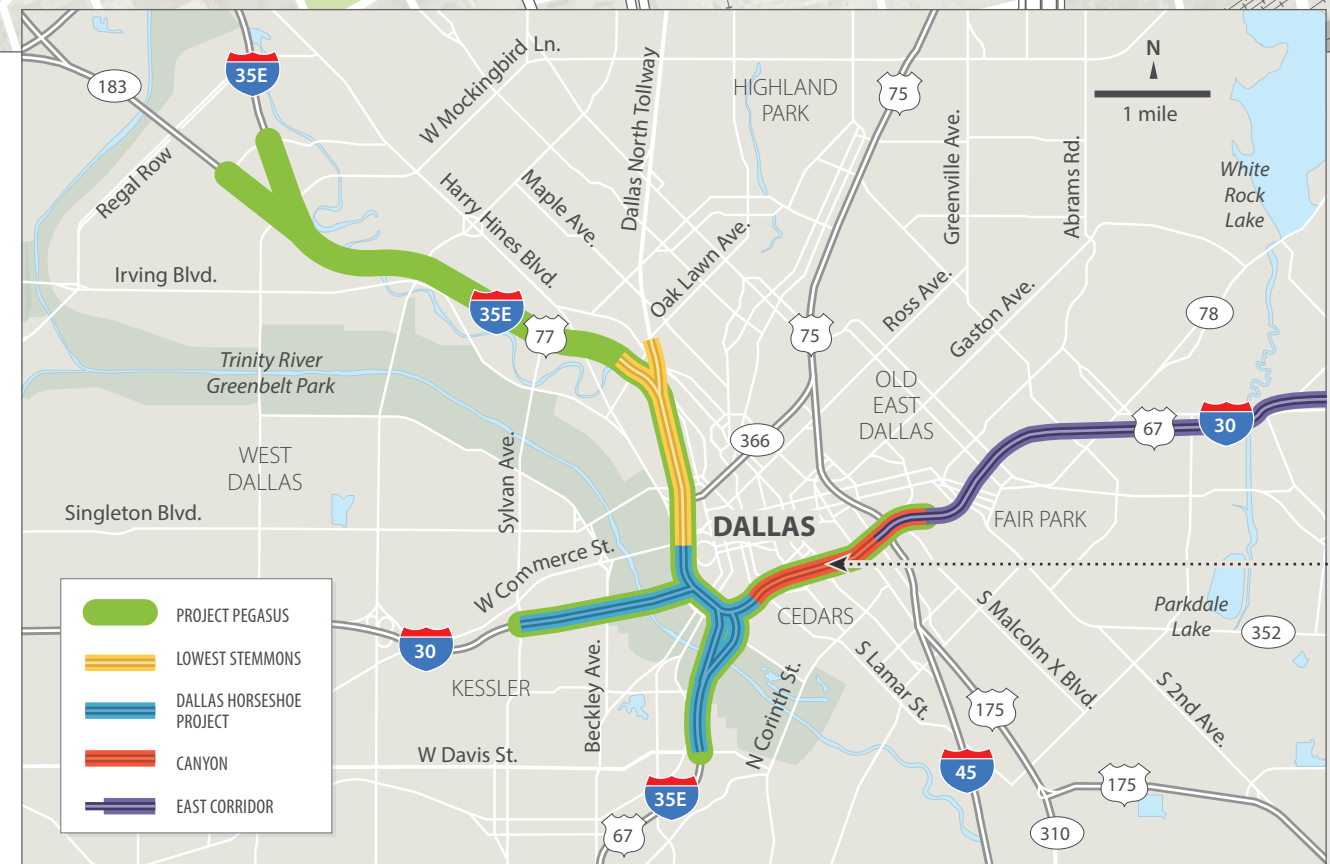 W Mockingbird Ln.
Dallas North Tollway
HIGHLAND
PARK
75
N
1 mile
35E
183
Regal Row
Harry Hines Blvd.
Maple Ave.
Oak Lawn Ave.
Greenville Ave.
Abrams Rd.
White
Rock
Lake
Irving Blvd.
35E
77
75
Ross Ave.
Gaston Ave.
78
Trinity River
Greenbelt Park
OLD
EAST
DALLAS
366
67
30
WEST
DALLAS
Sylvan Ave.
Singleton Blvd.
DALLAS
FAIR PARK
W Commerce St.
CEDARS
S Malcolm X Blvd.
Parkdale
Lake
352
30
KESSLER
Beckley Ave.
N Corinth St.
S Lamar St.
S 2nd Ave.
175
W Davis St.
45
175
35E
67
310
PROJECT PEGASUS
LOWEST STEMMONS
DALLAS HORSESHOE
PROJECT
CANYON
EAST CORRIDOR